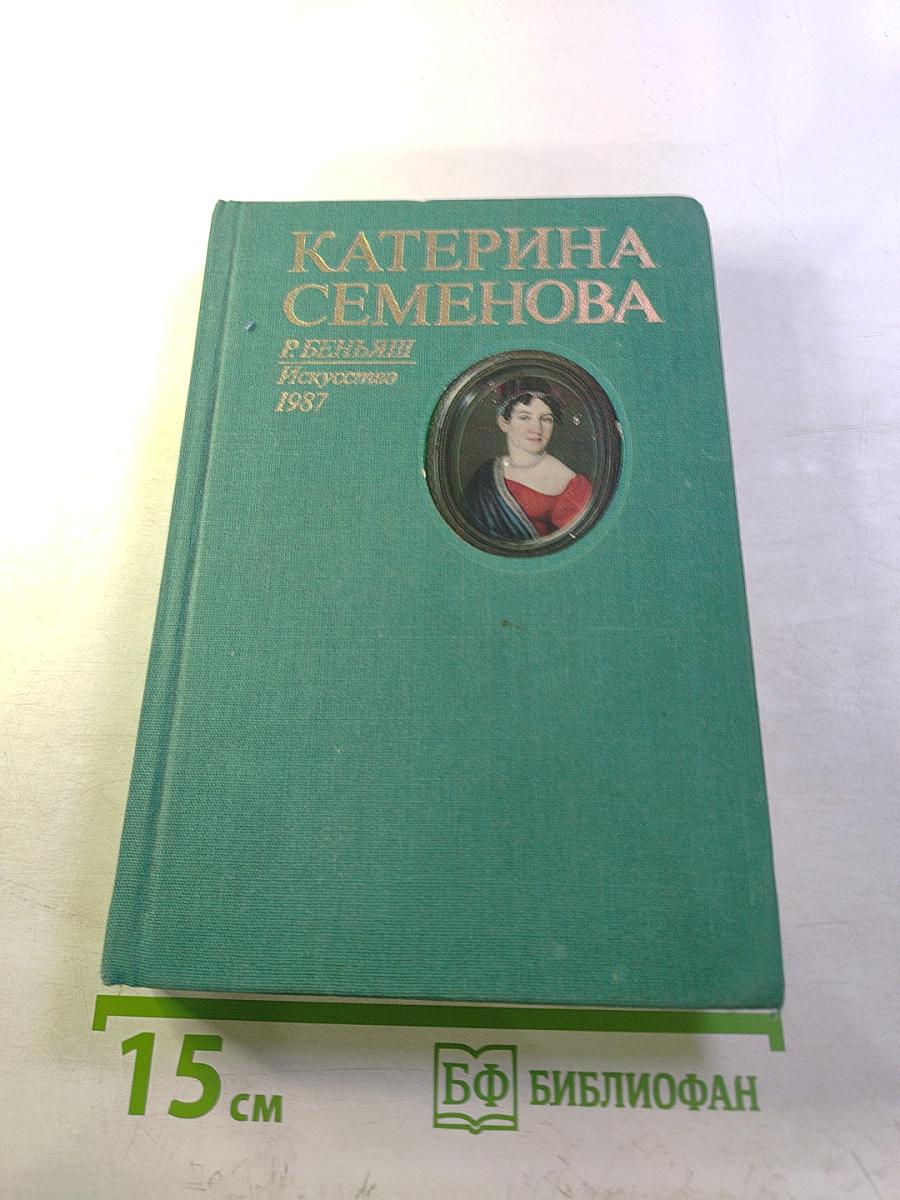 КАТЕРИНА
СЕМЕНОВА
Р. БЕНЬЯШ
Искусство
1987
15 см
БФ БИБЛИОФАН